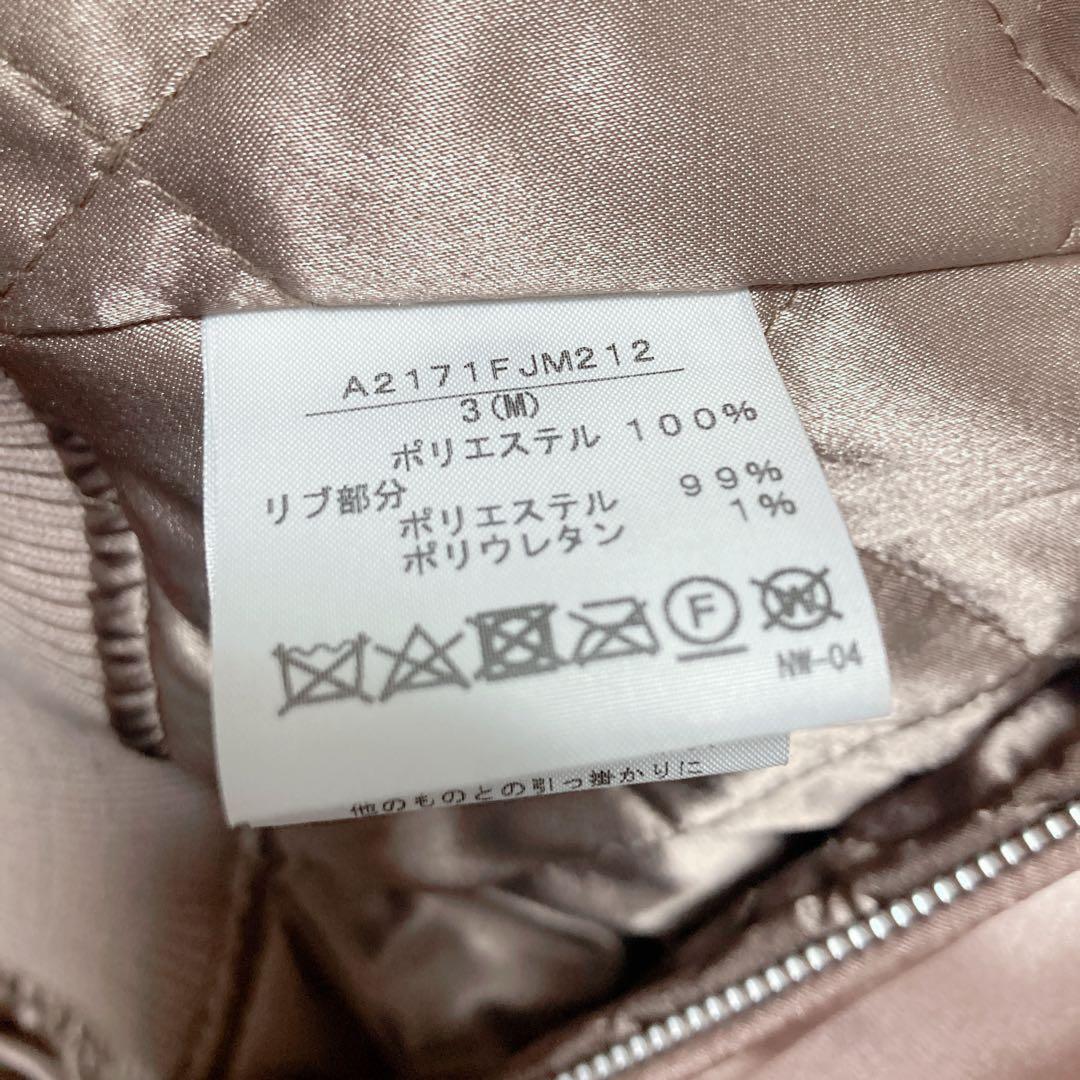 A2171FJM212
3(M)
ポリエステル 100%
リブ部分
ポリエステル 99%
ポリウレタン 1%
F W
NW-04
他のものとの引っ掛かりに